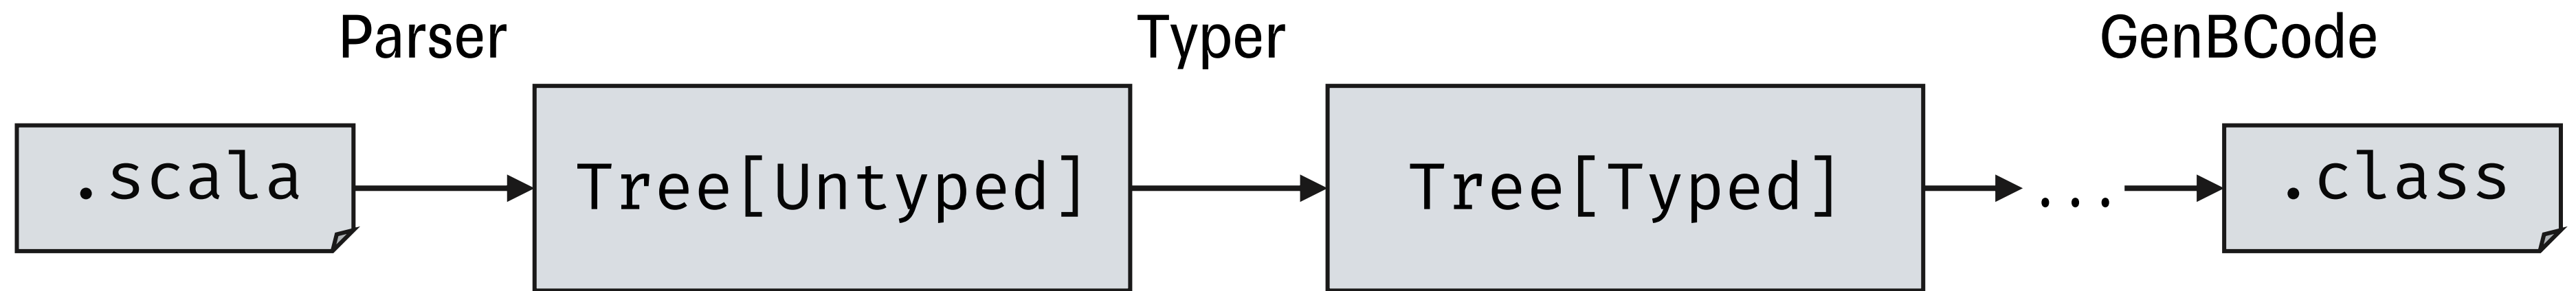 Parser
Typer
GenBCode
.scala
Tree[Untyped]
Tree[Typed]
...
.class